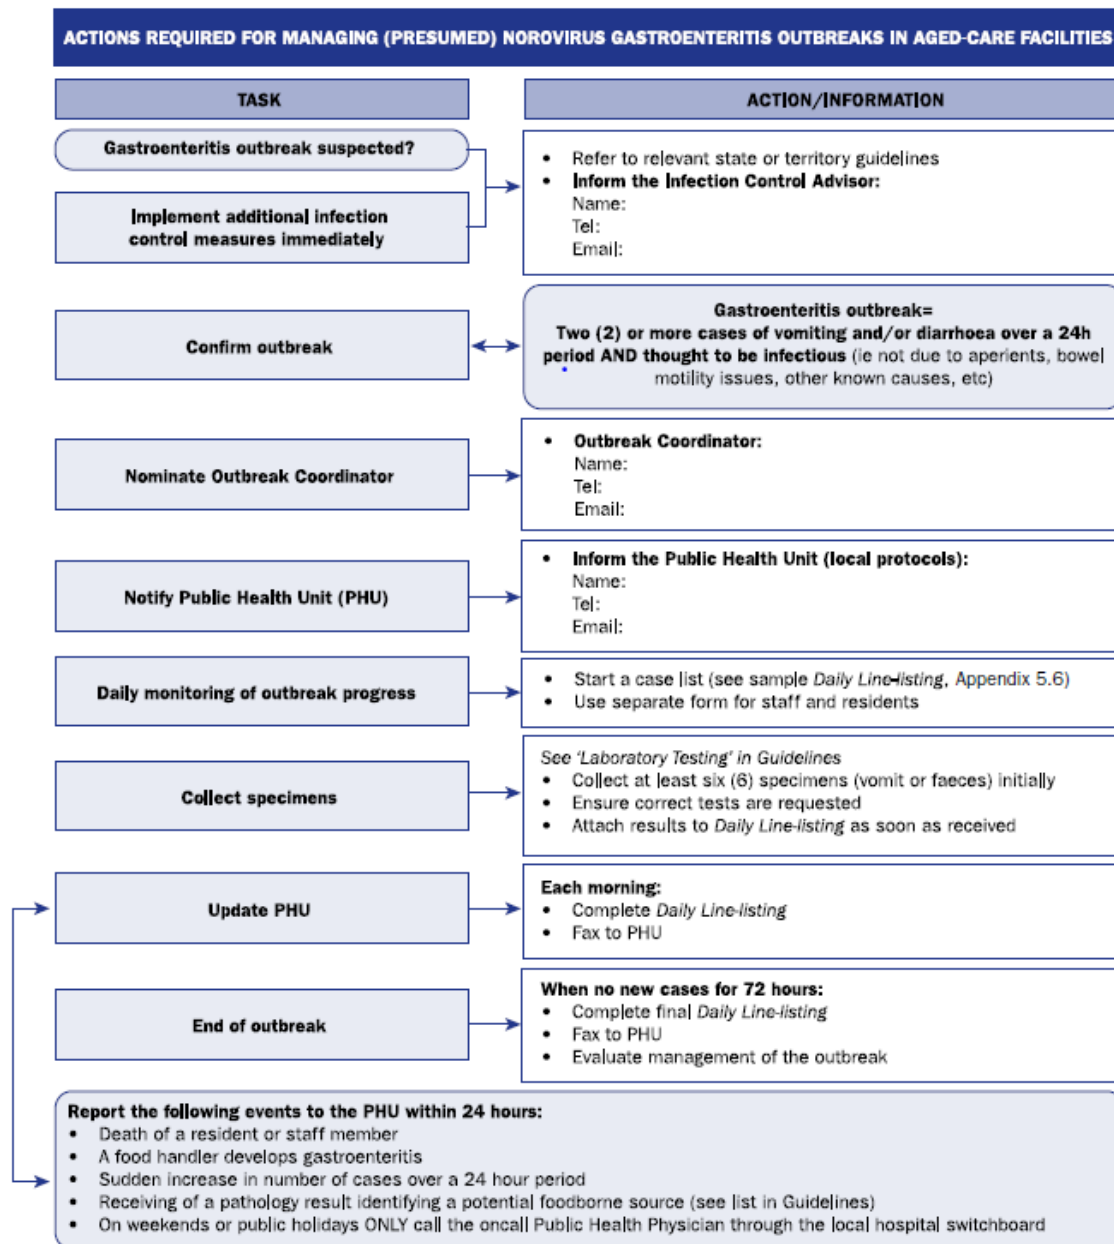 ACTIONS REQUIRED FOR MANAGING (PRESUMED) NOROVIRUS GASTROENTERITIS OUTBREAKS IN AGED-CARE FACILITIES
TASK
ACTION/INFORMATION
Gastroenteritis outbreak suspected?
Implement additional infection
control measures immediately
• Refer to relevant state or territory guidelines
• Inform the Infection Control Advisor:
Name:
Tel:
Email:
Confirm outbreak
Gastroenteritis outbreak=
Two (2) or more cases of vomiting and/or diarrhoea over a 24h
period AND thought to be infectious (ie not due to aperients, bowel
motility issues, other known causes, etc)
Nominate Outbreak Coordinator
• Outbreak Coordinator:
Name:
Tel:
Email:
Notify Public Health Unit (PHU)
• Inform the Public Health Unit (local protocols):
Name:
Tel:
Email:
Daily monitoring of outbreak progress
• Start a case list (see sample Daily Line-listing, Appendix 5.6)
• Use separate form for staff and residents
Collect specimens
See 'Laboratory Testing' in Guidelines
• Collect at least six (6) specimens (vomit or faeces) initially
• Ensure correct tests are requested
• Attach results to Daily Line-listing as soon as received
Update PHU
Each morning:
• Complete Daily Line-listing
• Fax to PHU
End of outbreak
When no new cases for 72 hours:
• Complete final Daily Line-listing
• Fax to PHU
• Evaluate management of the outbreak
Report the following events to the PHU within 24 hours:
• Death of a resident or staff member
• A food handler develops gastroenteritis
• Sudden increase in number of cases over a 24 hour period
• Receiving of a pathology result identifying a potential foodborne source (see list in Guidelines)
• On weekends or public holidays ONLY call the oncall Public Health Physician through the local hospital switchboard